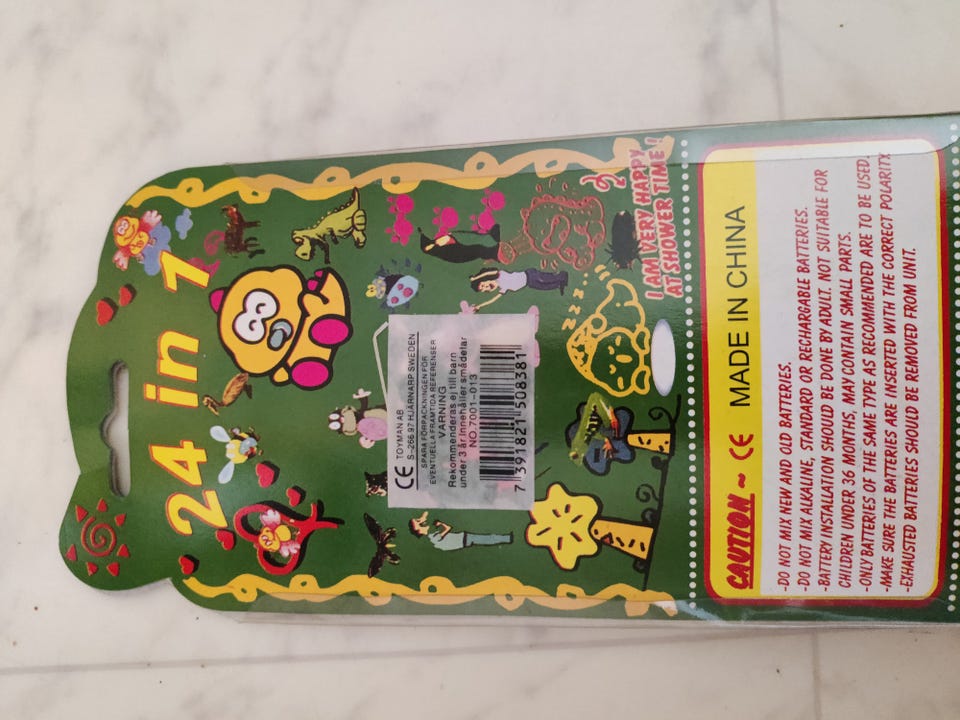 24 in 1
I AM VERY HAPPY
AT SHOWER TIME!
zzz
CE TOYMAN AB
S-266 97 HJÄRNARP SWEDEN
SPARA FÖRPACKNINGEN FÖR
EVENTUELLA FRAMTIDA REFERENSER
VARNING
Rekommenderas ej till barn
under 3 år innehåller smådelar
NO.7001-013
7 391821 508381
CAUTION~ CE MADE IN CHINA
-DO NOT MIX NEW AND OLD BATTERIES.
-DO NOT MIX ALKALINE, STANDARD OR RECHARGABLE BATTERIES.
-BATTERY INSTALLATION SHOULD BE DONE BY ADULT. NOT SUITABLE FOR
CHILDREN UNDER 36 MONTHS, MAY CONTAIN SMALL PARTS.
-ONLY BATTERIES OF THE SAME TYPE AS RECOMMENDED ARE TO BE USED.
-MAKE SURE THE BATTERIES ARE INSERTED WITH THE CORRECT POLARITY.
-EXHAUSTED BATTERIES SHOULD BE REMOVED FROM UNIT.